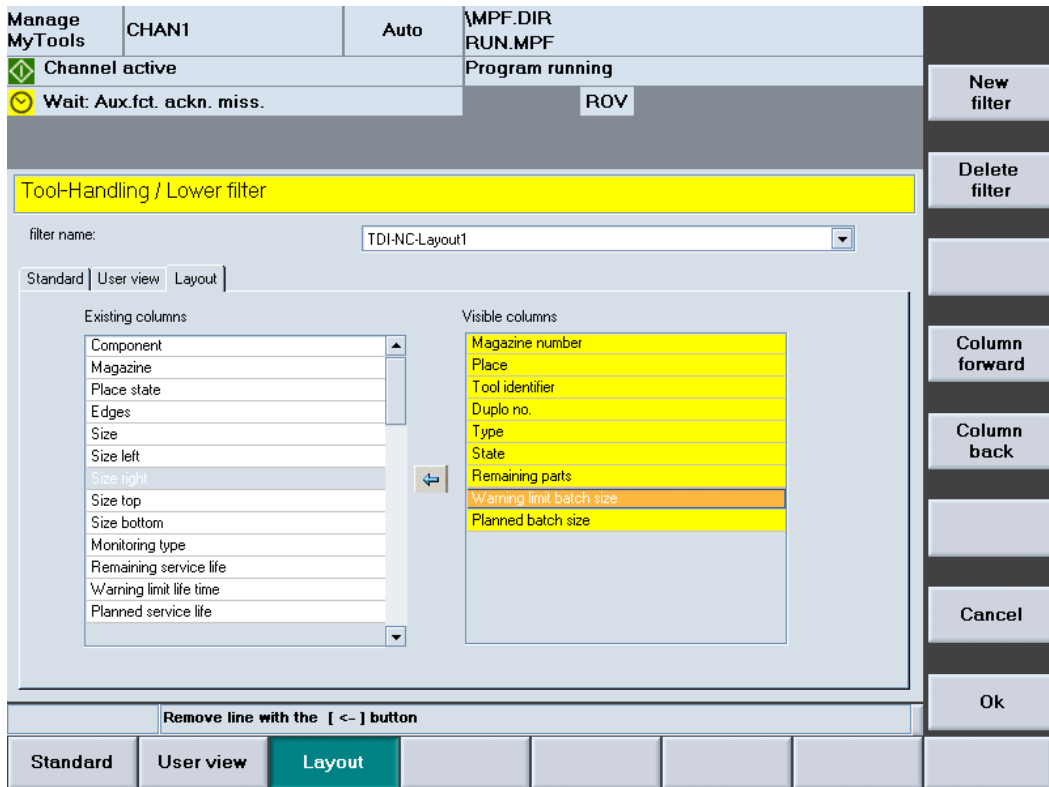 Manage
MyTools
CHAN1
Auto
\MPF.DIR
RUN.MPF
Channel active
Program running
Wait: Aux.fct. ackn. miss.
ROV
Tool-Handling / Lower filter
filter name:
TDI-NC-Layout1
Standard
User view
Layout
Existing columns
Component
Magazine
Place state
Edges
Size
Size left
Size right
Size top
Size bottom
Monitoring type
Remaining service life
Warning limit life time
Planned service life
Visible columns
Magazine number
Place
Tool identifier
Duplo no.
Type
State
Remaining parts
Warning limit batch size
Planned batch size
Remove line with the [ <- ] button
New
filter
Delete
filter
Column
forward
Column
back
Cancel
Ok
Standard
User view
Layout